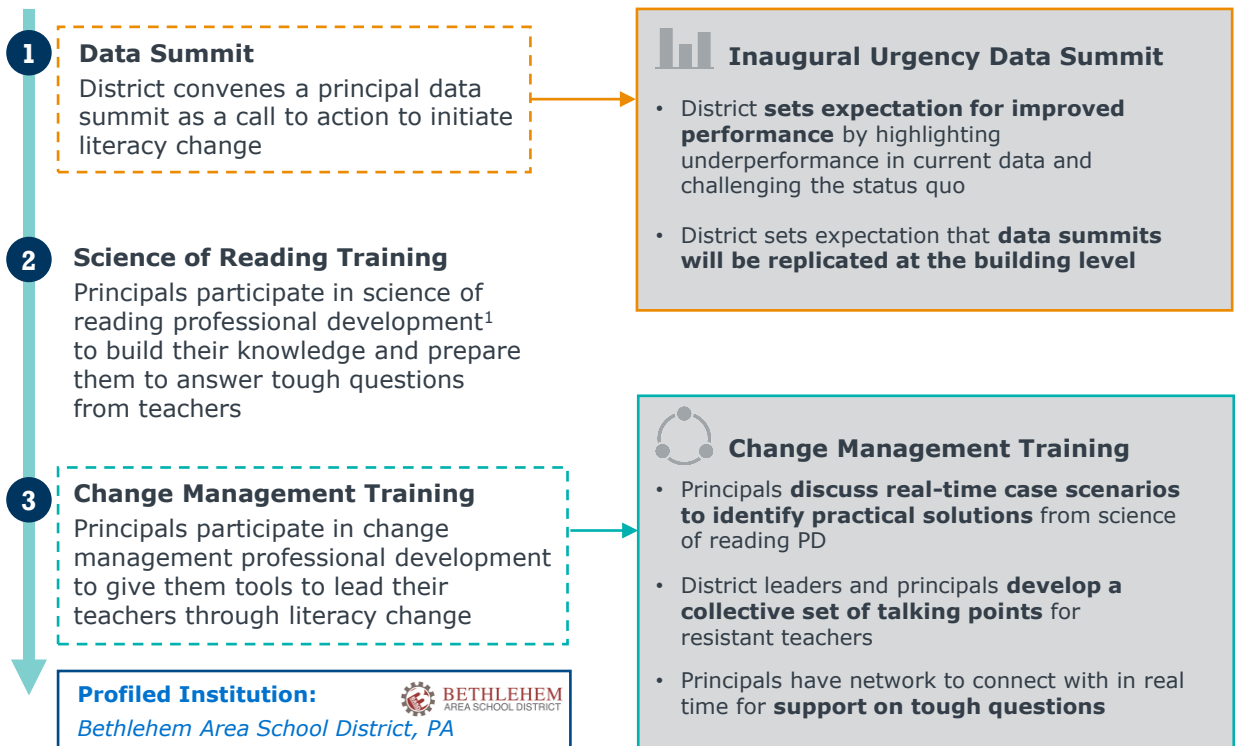 1
Data Summit
District convenes a principal data
summit as a call to action to initiate
literacy change
Inaugural Urgency Data Summit
• District sets expectation for improved
performance by highlighting
underperformance in current data and
challenging the status quo
• District sets expectation that data summits
will be replicated at the building level
2
Science of Reading Training
Principals participate in science of
reading professional development¹
to build their knowledge and prepare
them to answer tough questions
from teachers
3
Change Management Training
Principals participate in change
management professional development
to give them tools to lead their
teachers through literacy change
Change Management Training
• Principals discuss real-time case scenarios
to identify practical solutions from science
of reading PD
• District leaders and principals develop a
collective set of talking points for
resistant teachers
• Principals have network to connect with in real
time for support on tough questions
Profiled Institution:
BETHLEHEM
AREA SCHOOL DISTRICT
Bethlehem Area School District, PA